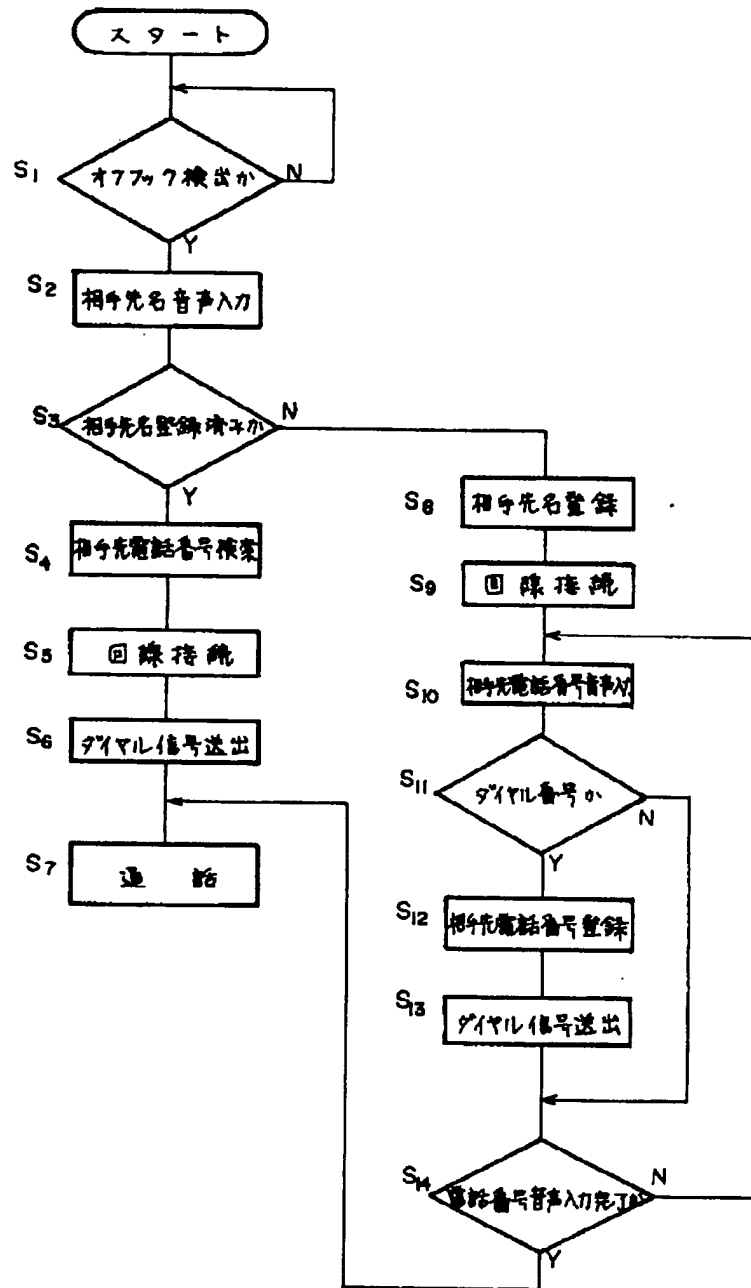 スタート
S1 オフフック検出か N
Y
S2 相手先名音声入力
S3 相手先名登録済みか N
Y
S4 相手先電話番号検索
S5 回線接続
S6 ダイヤル信号送出
S7 通話
S8 相手先名登録
S9 回線接続
S10 相手先電話番号音声入力
S11 ダイヤル番号か N
Y
S12 相手先電話番号登録
S13 ダイヤル信号送出
S14 電話番号音声入力完了か N
Y